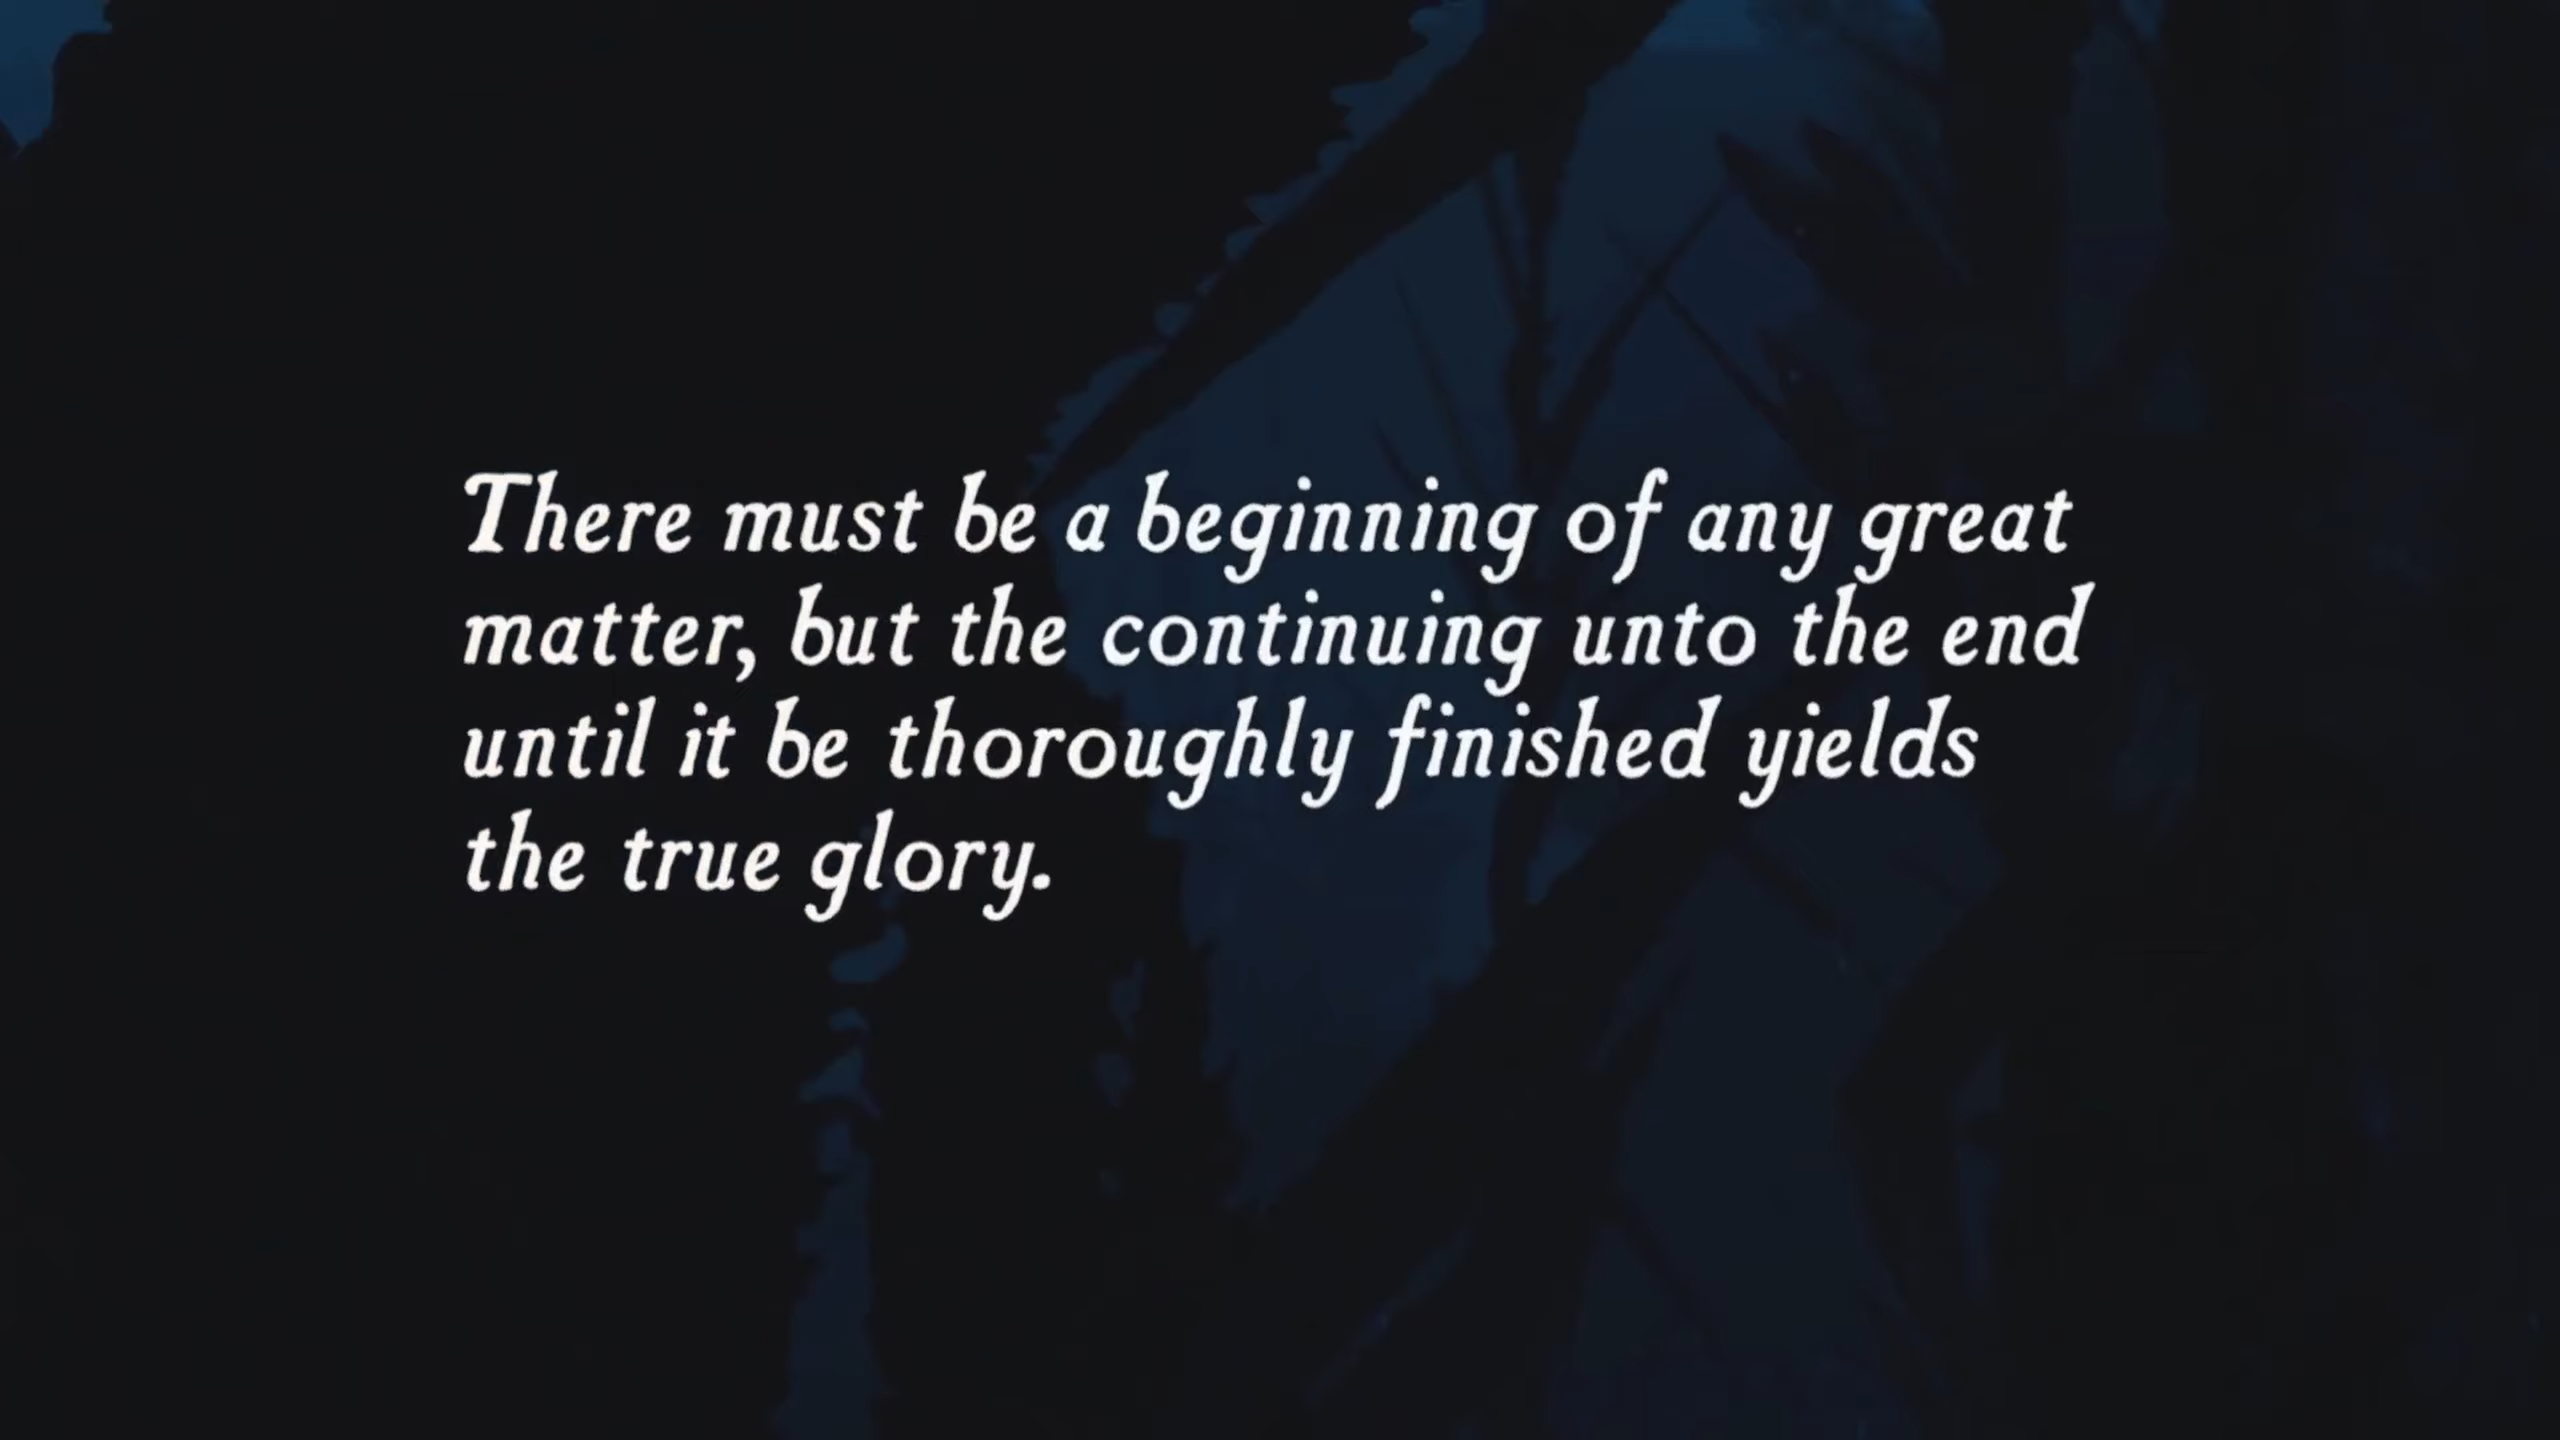 There must be a beginning of any great
matter, but the continuing unto the end
until it be thoroughly finished yields
the true glory.